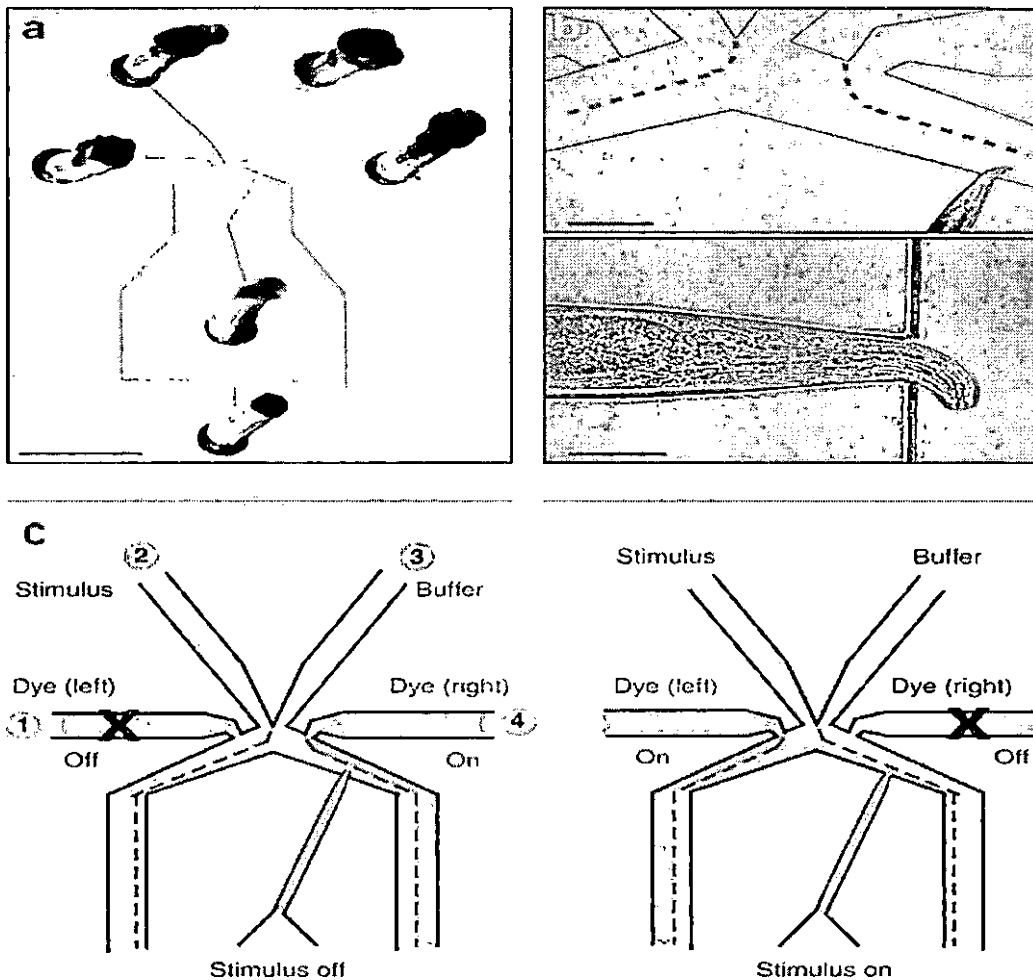 a
C
2
3
Stimulus
Buffer
Dye (left)
Dye (right)
1
4
Off
On
Stimulus off
Stimulus
Buffer
Dye (left)
Dye (right)
On
Off
Stimulus on